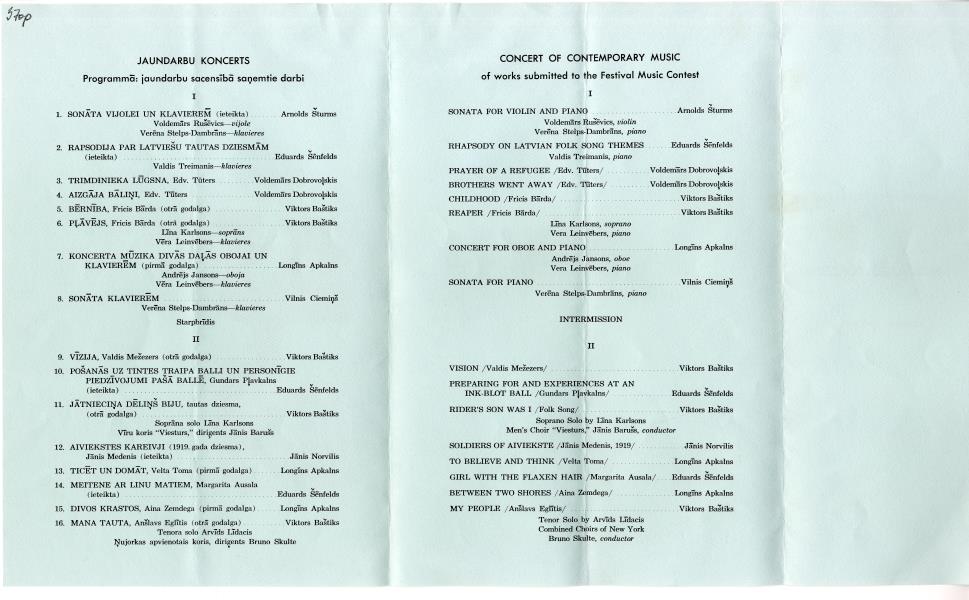 57op
JAUNDARBU KONCERTS
Programmā: jaundarbu sacensībā saņemtie darbi
I
1. SONĀTA VIJOLEI UN KLAVIERĒM (ieteikta) Arnolds Šturms
Voldemārs Ruševics—vijole
Verēna Stelps-Dambrāns—klavieres
2. RAPSODIJA PAR LATVIEŠU TAUTAS DZIESMĀM
(ieteikta) Eduards Šēnfelds
Valdis Treimanis—klavieres
3. TRIMDINIEKA LŪGSNA, Edv. Tūters Voldemārs Dobrovoļskis
4. AIZGĀJA BĀLIŅI, Edv. Tūters Voldemārs Dobrovoļskis
5. BĒRNĪBA, Fricis Bārda (otrā godalga) Viktors Baštiks
6. PĻĀVĒJS, Fricis Bārda (otrā godalga) Viktors Baštiks
Līna Karlsons—soprāns
Vēra Leinvēbers—klavieres
7. KONCERTA MŪZIKA DIVĀS DAĻĀS OBOJAI UN
KLAVIERĒM (pirmā godalga) Longīns Apkalns
Andrējs Jansons—oboja
Vēra Leinvēbers—klavieres
8. SONĀTA KLAVIERĒM Vilnis Ciemiņš
Verēna Stelps-Dambrāns—klavieres
Starpbrīdis
II
9. VĪZIJA, Valdis Mežezers (otrā godalga) Viktors Baštiks
10. POŠANĀS UZ TINTES TRAIPA BALLI UN PERSONĪGIE
PIEDZĪVOJUMI PAŠĀ BALLĒ, Gundars Pļavkalns
(ieteikta) Eduards Šēnfelds
11. JĀTNIECIŅA DĒLIŅŠ BIJU, tautas dziesma,
(otrā godalga) Viktors Baštiks
Soprāna solo Līna Karlsons
Vīru koris "Viesturs," diriģents Jānis Barušs
12. AIVIEKSTES KAREIVJI (1919. gada dziesma),
Jānis Medenis (ieteikta) Jānis Norvilis
13. TICĒT UN DOMĀT, Velta Toma (pirmā godalga) Longīns Apkalns
14. MEITENE AR LINU MATIEM, Margarita Ausala
(ieteikta) Eduards Šēnfelds
15. DIVOS KRASTOS, Aina Zemdega (pirmā godalga) Longīns Apkalns
16. MANA TAUTA, Anšlavs Eglītis (otrā godalga) Viktors Baštiks
Tenora solo Arvīds Līdacis
Ņujorkas apvienotais koris, diriģents Bruno Skulte
CONCERT OF CONTEMPORARY MUSIC
of works submitted to the Festival Music Contest
I
SONATA FOR VIOLIN AND PIANO Arnolds Šturms
Voldemārs Rušēvics, violin
Verēna Stelps-Dambrāns, piano
RHAPSODY ON LATVIAN FOLK SONG THEMES Eduards Šēnfelds
Valdis Treimanis, piano
PRAYER OF A REFUGEE /Edv. Tūters/ Voldemārs Dobrovoļskis
BROTHERS WENT AWAY /Edv. Tūters/ Voldemārs Dobrovoļskis
CHILDHOOD /Fricis Bārda/ Viktors Baštiks
REAPER /Fricis Bārda/ Viktors Baštiks
Līna Karlsons, soprano
Vera Leinvēbers, piano
CONCERT FOR OBOE AND PIANO Longīns Apkalns
Andrējs Jansons, oboe
Vera Leinvēbers, piano
SONATA FOR PIANO Vilnis Ciemiņš
Verēna Stelps-Dambrāns, piano
INTERMISSION
II
VISION /Valdis Mežezers/ Viktors Baštiks
PREPARING FOR AND EXPERIENCES AT AN
INK-BLOT BALL /Gundars Pļavkalns/ Eduards Šēnfelds
RIDER'S SON WAS I /Folk Song/ Viktors Baštiks
Soprano Solo by Līna Karlsons
Men's Choir "Viesturs," Jānis Barušs, conductor
SOLDIERS OF AIVIEKSTE /Jānis Medenis, 1919/ Jānis Norvilis
TO BELIEVE AND THINK /Velta Toma/ Longīns Apkalns
GIRL WITH THE FLAXEN HAIR /Margarita Ausala/ Eduards Šēnfelds
BETWEEN TWO SHORES /Aina Zemdega/ Longīns Apkalns
MY PEOPLE /Anšlavs Eglītis/ Viktors Baštiks
Tenor Solo by Arvīds Līdacis
Combined Choirs of New York
Bruno Skulte, conductor